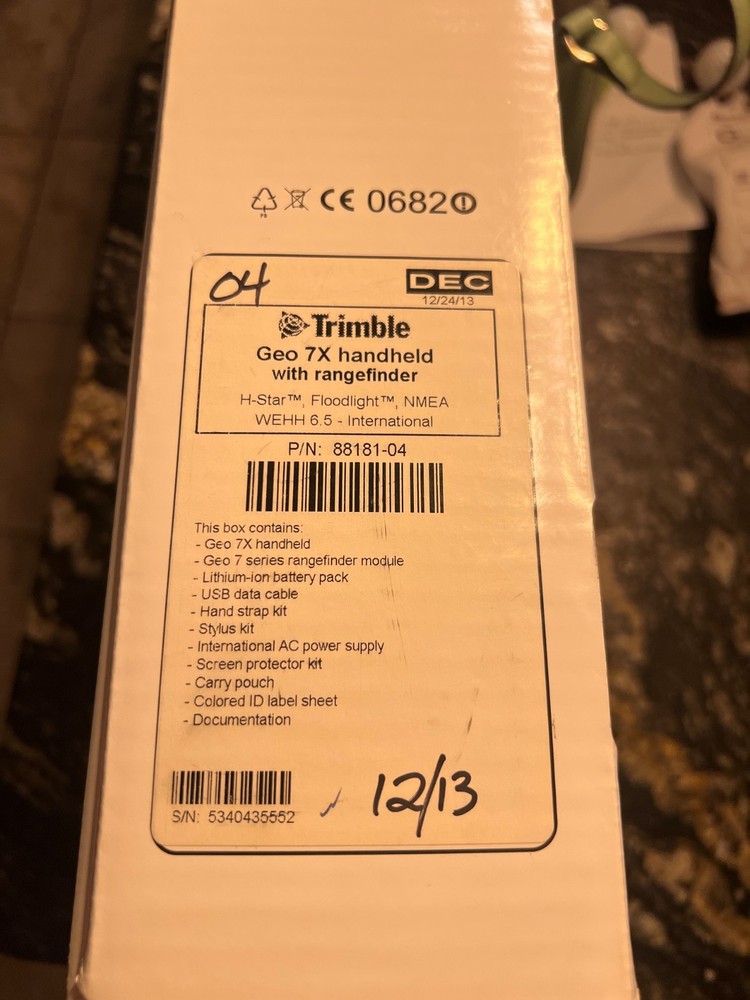 CE 0682
04
DEC
12/24/13
Trimble
Geo 7X handheld
with rangefinder
H-Star™, Floodlight™, NMEA
WEHH 6.5 - International
P/N: 88181-04
This box contains:
- Geo 7X handheld
- Geo 7 series rangefinder module
- Lithium-ion battery pack
- USB data cable
- Hand strap kit
- Stylus kit
- International AC power supply
- Screen protector kit
- Carry pouch
- Colored ID label sheet
- Documentation
12/13
S/N: 5340435552